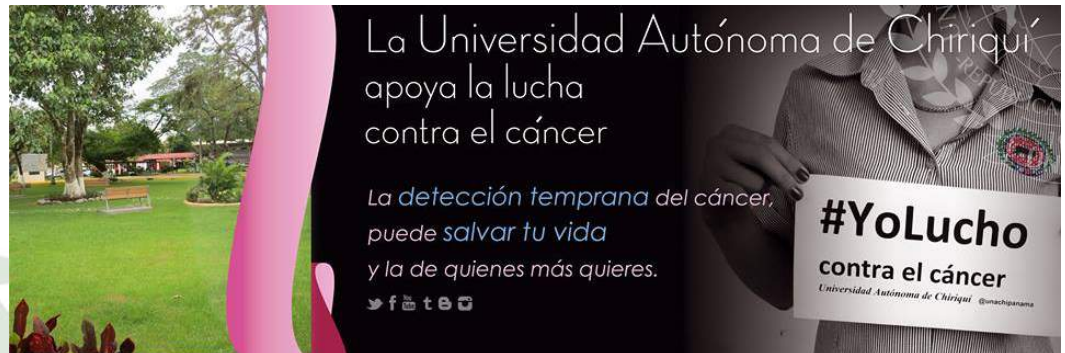 La Universidad Autónoma de Chiriquí
apoya la lucha
contra el cáncer
La detección temprana del cáncer,
puede salvar tu vida
y la de quienes más quieres.
#YoLucho
contra el cáncer
Universidad Autónoma de Chiriquí @unachipanama